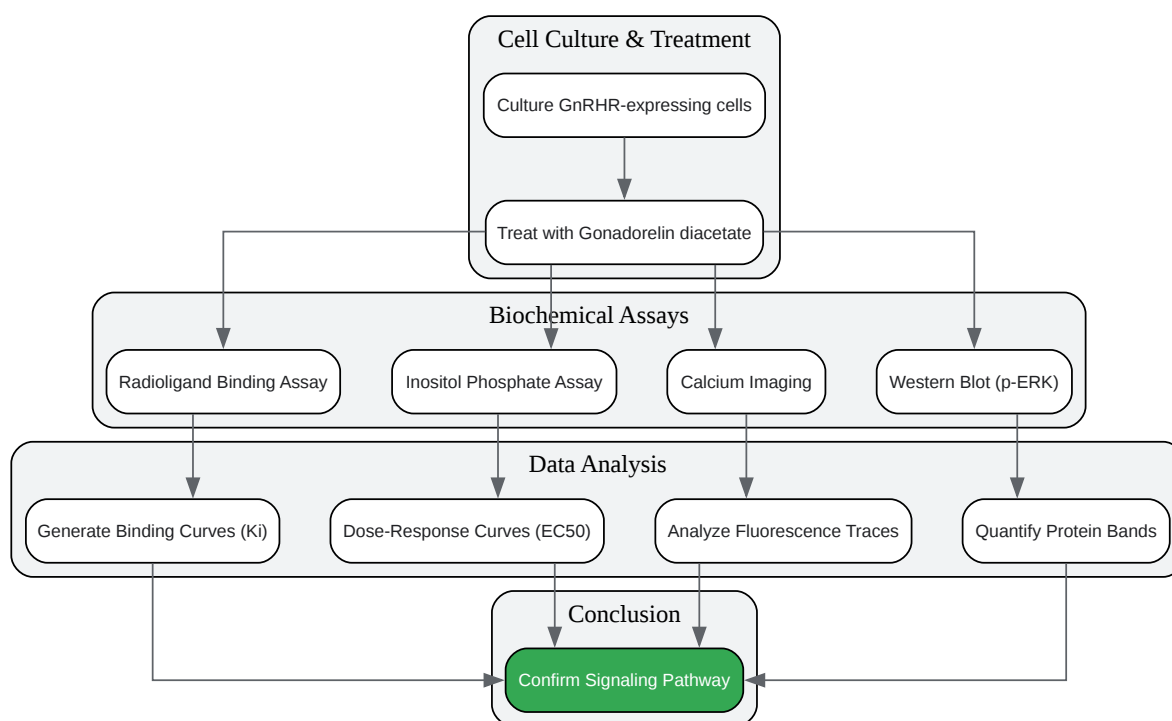 Cell Culture & Treatment
Culture GnRHR-expressing cells
Treat with Gonadorelin diacetate
Biochemical Assays
Radioligand Binding Assay
Inositol Phosphate Assay
Calcium Imaging
Western Blot (p-ERK)
Data Analysis
Generate Binding Curves (Ki)
Dose-Response Curves (EC50)
Analyze Fluorescence Traces
Quantify Protein Bands
Conclusion
Confirm Signaling Pathway